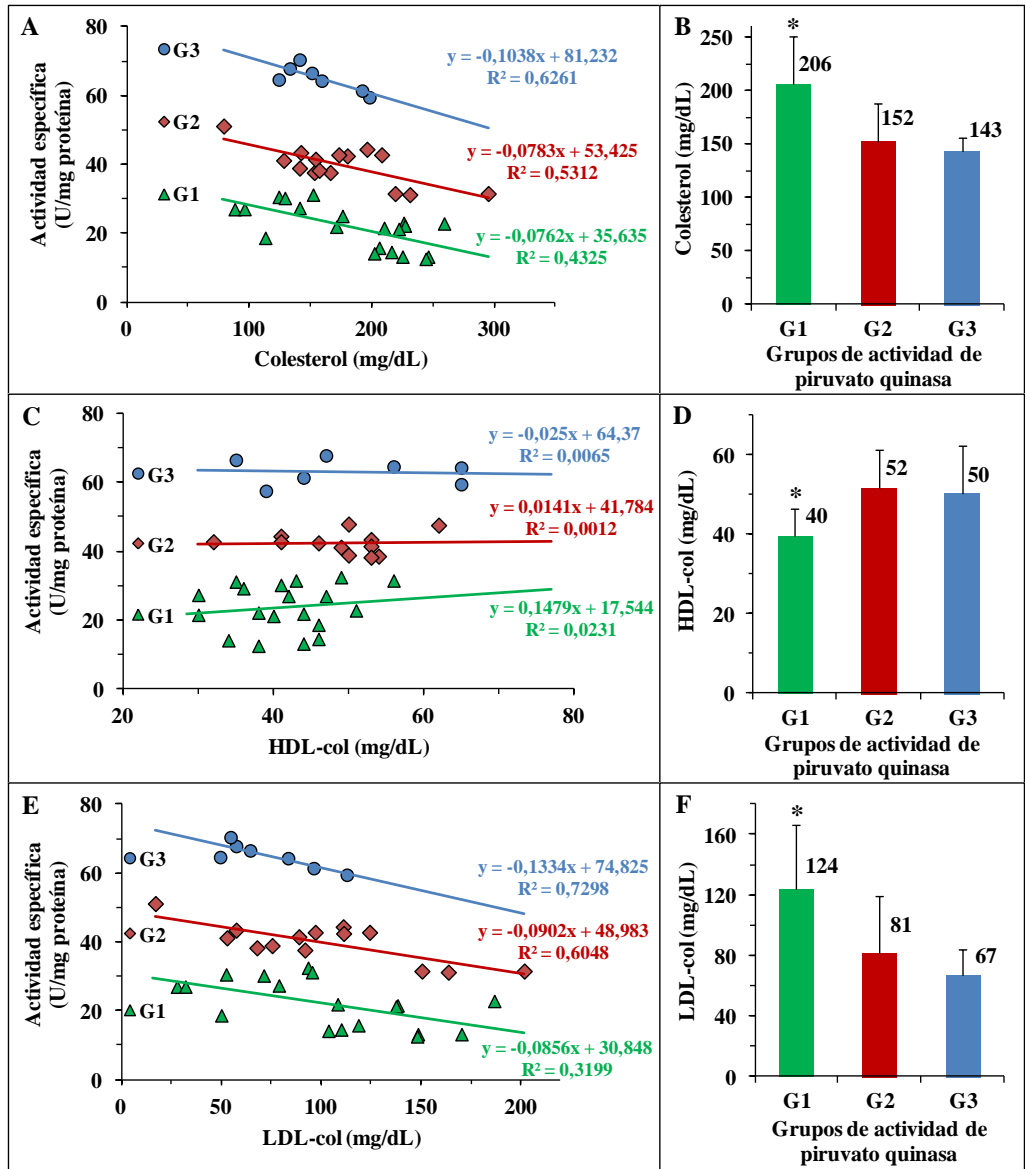 A
Actividad específica
(U/mg proteína)
80
60
40
20
0
G3
G2
G1
y = -0,1038x + 81,232
R² = 0,6261
y = -0,0783x + 53,425
R² = 0,5312
y = -0,0762x + 35,635
R² = 0,4325
0 100 200 300
Colesterol (mg/dL)
B
Colesterol (mg/dL)
250
200
150
100
50
0
*
206
152
143
G1 G2 G3
Grupos de actividad de
piruvato quinasa
C
Actividad específica
(U/mg proteína)
80
60
40
20
0
G3
G2
G1
y = -0,025x + 64,37
R² = 0,0065
y = 0,0141x + 41,784
R² = 0,0012
y = 0,1479x + 17,544
R² = 0,0231
20 40 60 80
HDL-col (mg/dL)
D
HDL-col (mg/dL)
60
40
20
0
*
40
52
50
G1 G2 G3
Grupos de actividad de
piruvato quinasa
E
Actividad específica
(U/mg proteína)
80
60
40
20
0
G3
G2
G1
y = -0,1334x + 74,825
R² = 0,7298
y = -0,0902x + 48,983
R² = 0,6048
y = -0,0856x + 30,848
R² = 0,3199
0 50 100 150 200
LDL-col (mg/dL)
F
LDL-col (mg/dL)
160
120
80
40
0
*
124
81
67
G1 G2 G3
Grupos de actividad de
piruvato quinasa